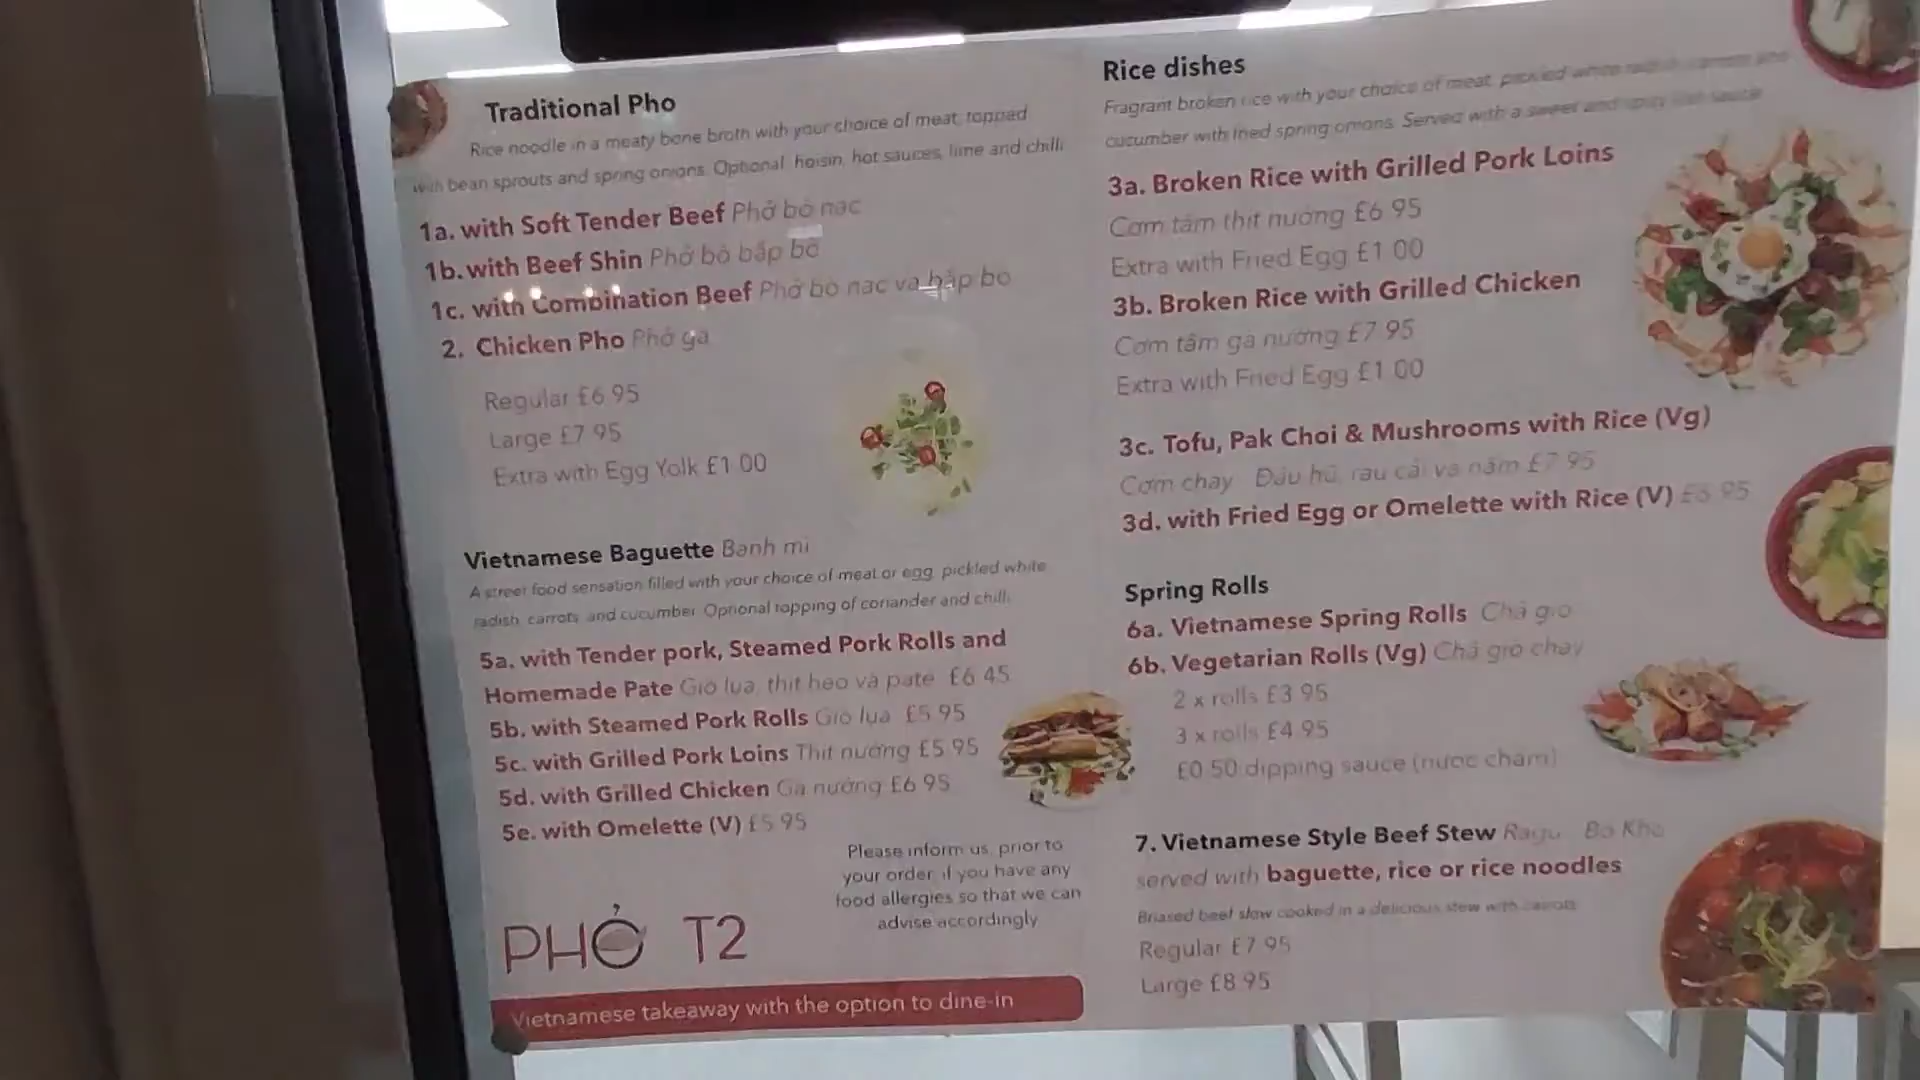 Traditional Pho
Rice noodle in a meaty bone broth with your choice of meat, topped
with bean sprouts and spring onions. Optional: hoisin, hot sauces, lime and chilli
1a. with Soft Tender Beef Phở bò nạc
1b. with Beef Shin Phở bò bắp bò
1c. with Combination Beef Phở bò nạc và bắp bò
2. Chicken Pho Phở gà
Regular £6.95
Large £7.95
Extra with Egg Yolk £1.00
Vietnamese Baguette Banh mi
A street food sensation filled with your choice of meat or egg, pickled white
radish, carrots, and cucumber. Optional topping of coriander and chilli.
5a. with Tender pork, Steamed Pork Rolls and
Homemade Pate Giò lụa, thịt heo và pate £6.45
5b. with Steamed Pork Rolls Giò lụa £5.95
5c. with Grilled Pork Loins Thịt nướng £5.95
5d. with Grilled Chicken Gà nướng £6.95
5e. with Omelette (V) £5.95
Please inform us, prior to
your order, if you have any
food allergies so that we can
advise accordingly
PHỞ T2
Vietnamese takeaway with the option to dine-in
Rice dishes
Fragrant broken rice with your choice of meat, pickled white radish, carrots and
cucumber with fried spring onions. Served with a sweet and spicy fish sauce
3a. Broken Rice with Grilled Pork Loins
Cơm tấm thịt nướng £6.95
Extra with Fried Egg £1.00
3b. Broken Rice with Grilled Chicken
Cơm tấm gà nướng £7.95
Extra with Fried Egg £1.00
3c. Tofu, Pak Choi & Mushrooms with Rice (Vg)
Cơm chay Đậu hũ, rau cải và nấm £7.95
3d. with Fried Egg or Omelette with Rice (V)
Spring Rolls
6a. Vietnamese Spring Rolls Chả giò
6b. Vegetarian Rolls (Vg) Chả giò chay
2 x rolls £3.95
3 x rolls £4.95
£0.50 dipping sauce (nước chấm)
7. Vietnamese Style Beef Stew Ragu Bò Kho
served with baguette, rice or rice noodles
Briased beef slow cooked in a delicious stew with carrots
Regular £7.95
Large £8.95